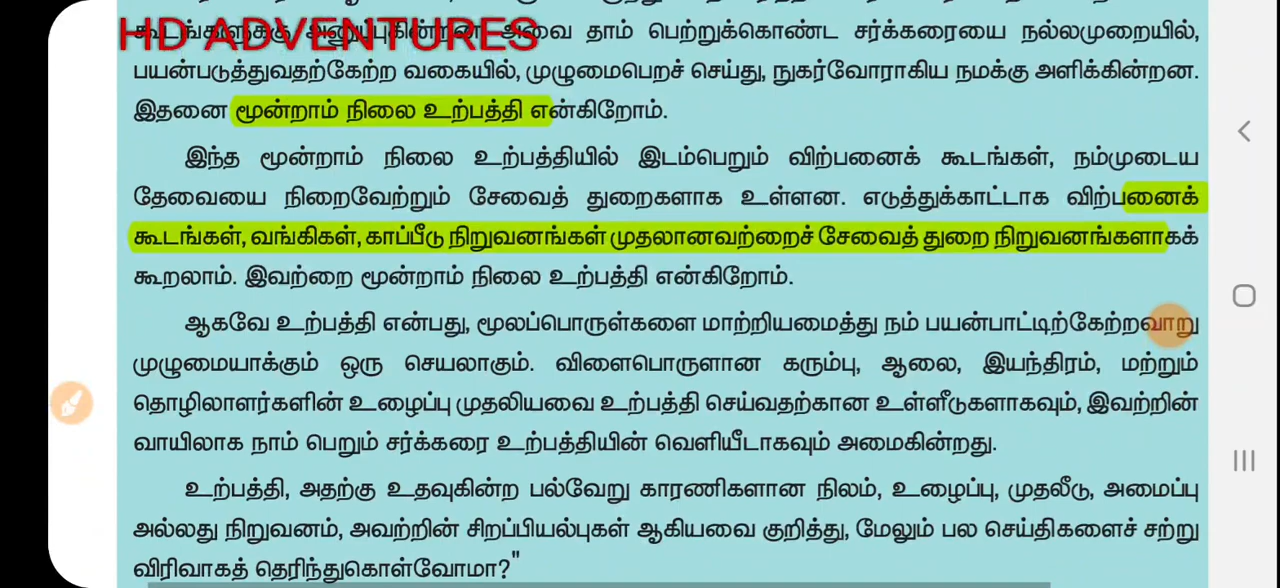 HD ADVENTURES
கூடங்களுக்கு அனுப்புகின்றன. அவை தாம் பெற்றுக்கொண்ட சர்க்கரையை நல்லமுறையில்,
பயன்படுத்துவதற்கேற்ற வகையில், முழுமைபெறச் செய்து, நுகர்வோராகிய நமக்கு அளிக்கின்றன.
இதனை மூன்றாம் நிலை உற்பத்தி என்கிறோம்.
இந்த மூன்றாம் நிலை உற்பத்தியில் இடம்பெறும் விற்பனைக் கூடங்கள், நம்முடைய
தேவையை நிறைவேற்றும் சேவைத் துறைகளாக உள்ளன. எடுத்துக்காட்டாக விற்பனைக்
கூடங்கள், வங்கிகள், காப்பீடு நிறுவனங்கள் முதலானவற்றைச் சேவைத் துறை நிறுவனங்களாகக்
கூறலாம். இவற்றை மூன்றாம் நிலை உற்பத்தி என்கிறோம்.
ஆகவே உற்பத்தி என்பது, மூலப்பொருள்களை மாற்றியமைத்து நம் பயன்பாட்டிற்கேற்றவாறு
முழுமையாக்கும் ஒரு செயலாகும். விளைபொருளான கரும்பு, ஆலை, இயந்திரம், மற்றும்
தொழிலாளர்களின் உழைப்பு முதலியவை உற்பத்தி செய்வதற்கான உள்ளீடுகளாகவும், இவற்றின்
வாயிலாக நாம் பெறும் சர்க்கரை உற்பத்தியின் வெளியீடாகவும் அமைகின்றது.
உற்பத்தி, அதற்கு உதவுகின்ற பல்வேறு காரணிகளான நிலம், உழைப்பு, முதலீடு, அமைப்பு
அல்லது நிறுவனம், அவற்றின் சிறப்பியல்புகள் ஆகியவை குறித்து, மேலும் பல செய்திகளைச் சற்று
விரிவாகத் தெரிந்துகொள்வோமா?"